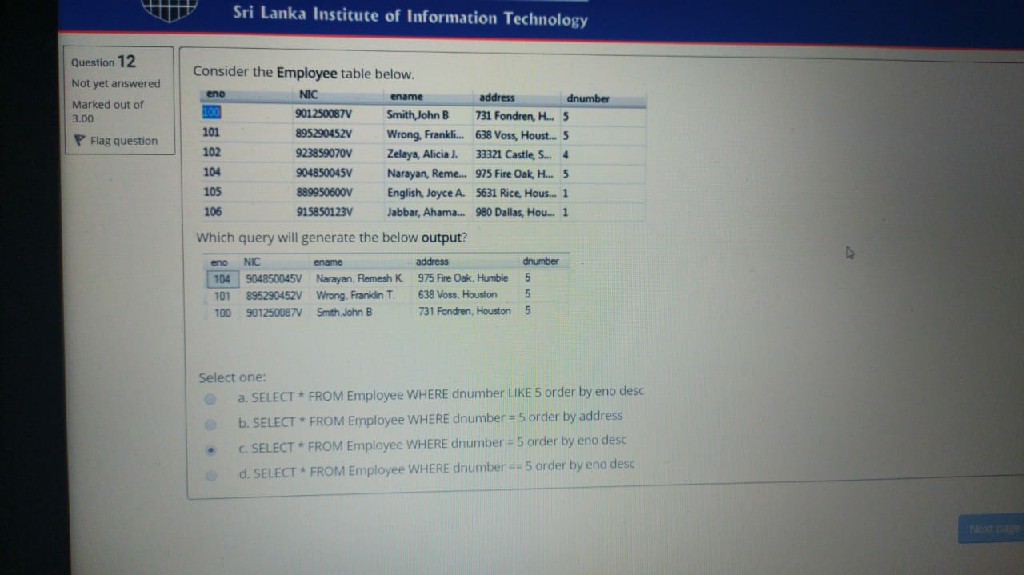 Sri Lanka Institute of Information Technology
Question 12
Not yet answered
Marked out of
3.00
Flag question
Consider the Employee table below.
eno NIC ename address dnumber
100 901250087V Smith,John B 731 Fondren, H... 5
101 895290452V Wrong, Frankli... 638 Voss, Houst... 5
102 923859070V Zelaya, Alicia J. 33321 Castle, S... 4
104 904850045V Narayan, Reme... 975 Fire Oak, H... 5
105 889950600V English, Joyce A. 5631 Rice, Hous... 1
106 915850123V Jabbar, Ahama... 980 Dallas, Hou... 1
Which query will generate the below output?
eno NIC ename address dnumber
104 904850045V Narayan, Remesh K 975 Fire Oak, Humble 5
101 895290452V Wrong, Franklin T. 638 Voss, Houston 5
100 901250087V Smith,John B 731 Fondren, Houston 5
Select one:
a. SELECT * FROM Employee WHERE dnumber LIKE 5 order by eno desc
b. SELECT * FROM Employee WHERE dnumber = 5 order by address
c. SELECT * FROM Employee WHERE dnumber = 5 order by eno desc
d. SELECT * FROM Employee WHERE dnumber == 5 order by eno desc
Next page